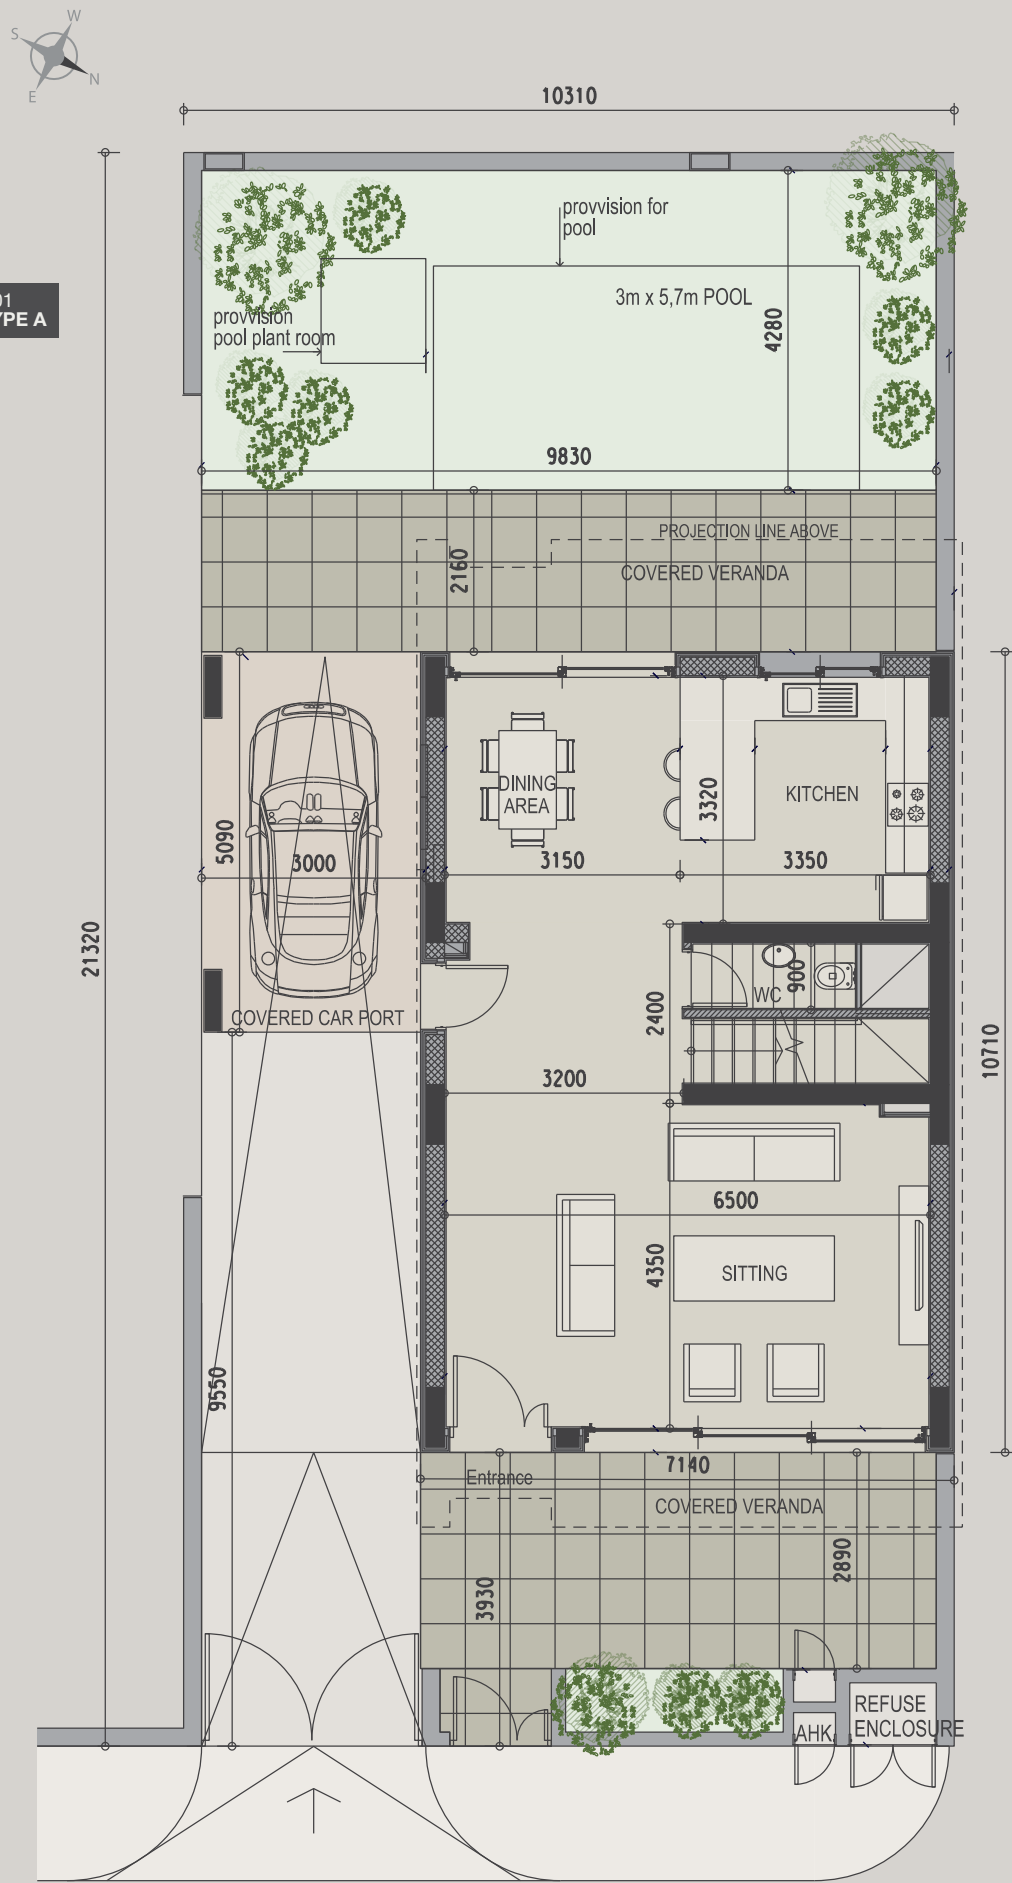 W
S
N
E
10310
provvision for
pool
3m x 5,7m POOL
01
YPE A
provvision
pool plant room
4280
9830
PROJECTION LINE ABOVE
2160
COVERED VERANDA
DINING
AREA
KITCHEN
3320
5090
3000
3150
3350
21320
900
WC
COVERED CAR PORT
2400
10710
3200
6500
4350
SITTING
9550
7140
Entrance
COVERED VERANDA
2890
3930
REFUSE
ENCLOSURE
AHK